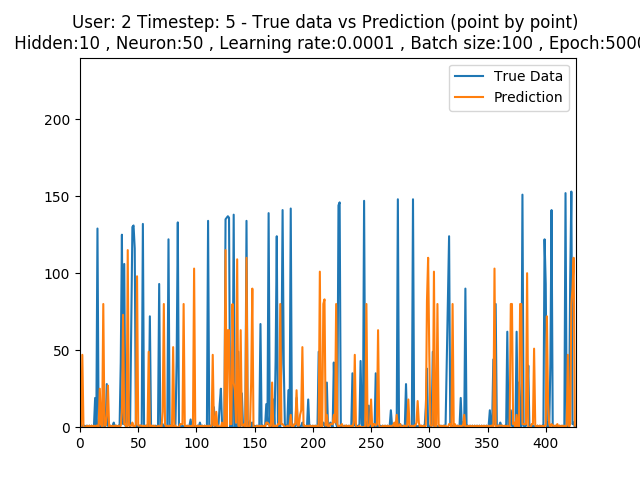 User: 2 Timestep: 5 - True data vs Prediction (point by point)
Hidden:10 , Neuron:50 , Learning rate:0.0001 , Batch size:100 , Epoch:5000
True Data
Prediction
200
150
100
50
0
0 50 100 150 200 250 300 350 400